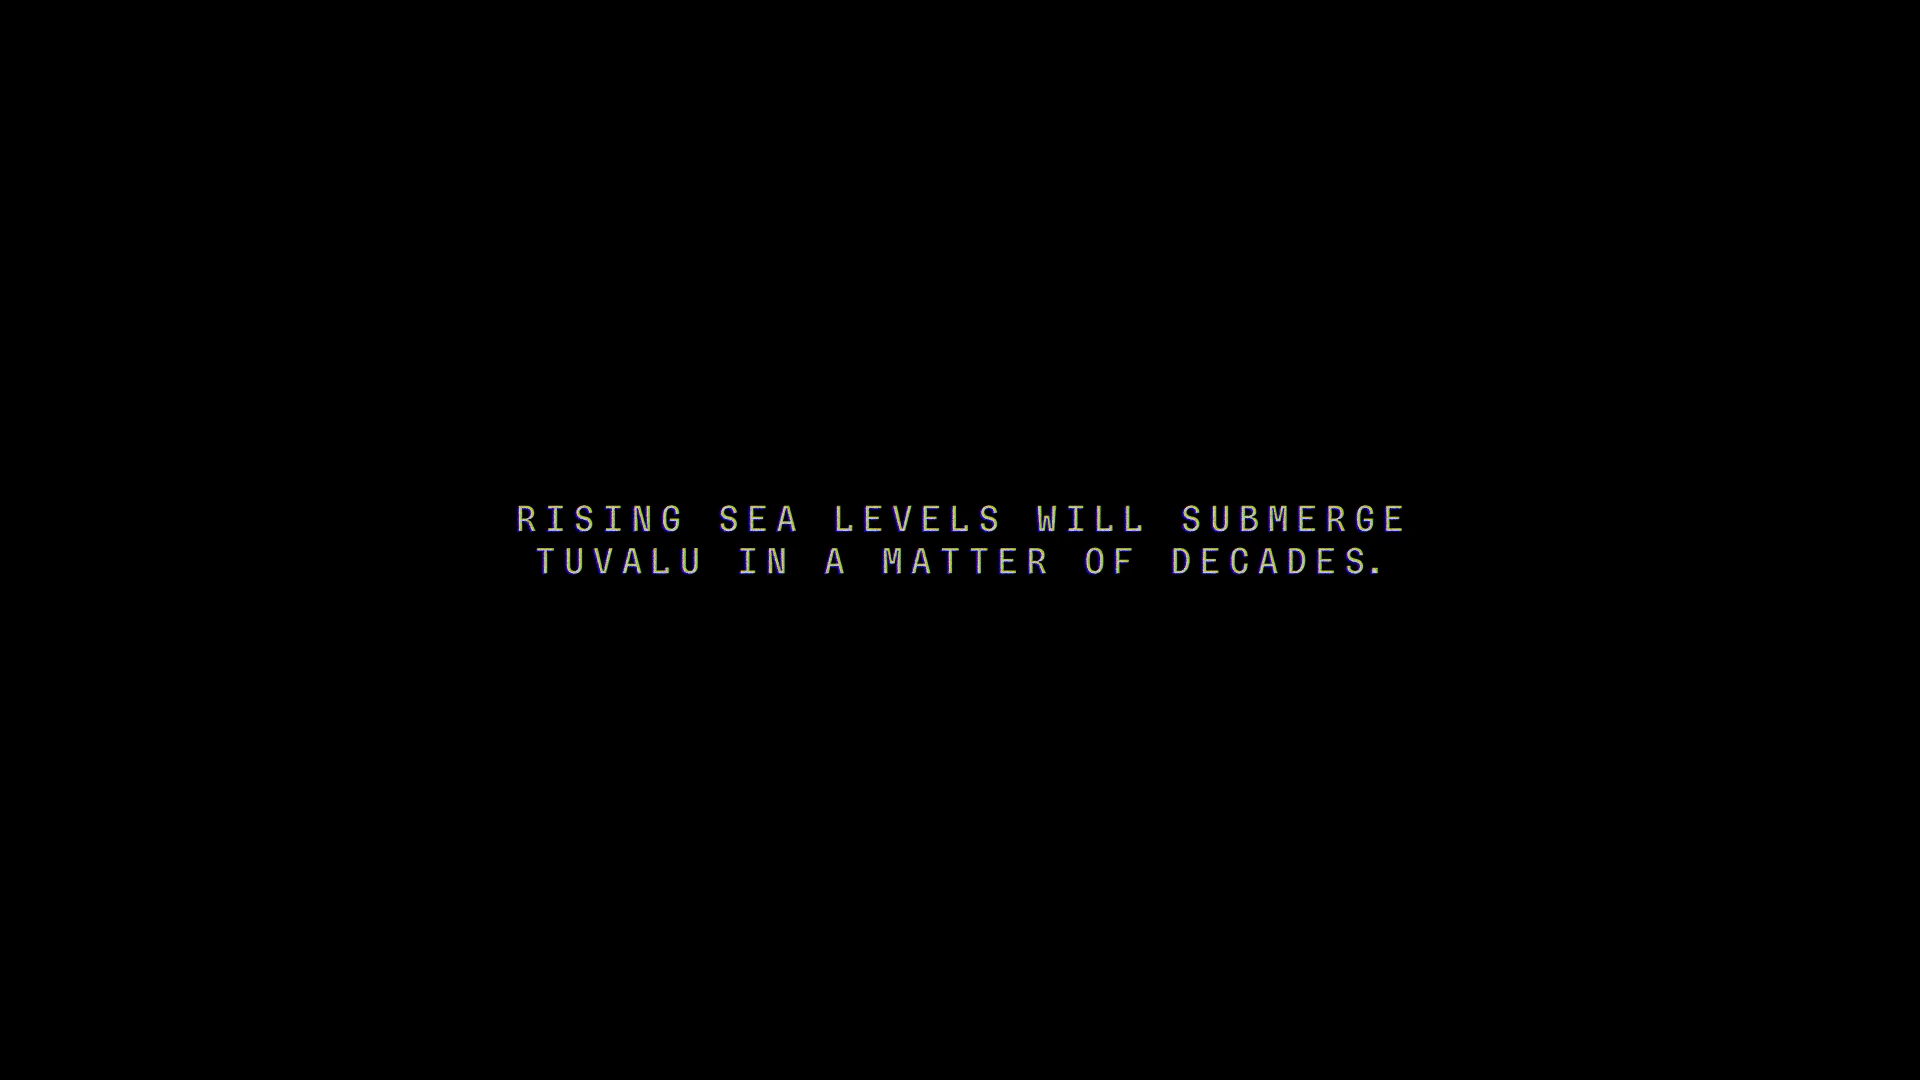 RISING SEA LEVELS WILL SUBMERGE
TUVALU IN A MATTER OF DECADES.